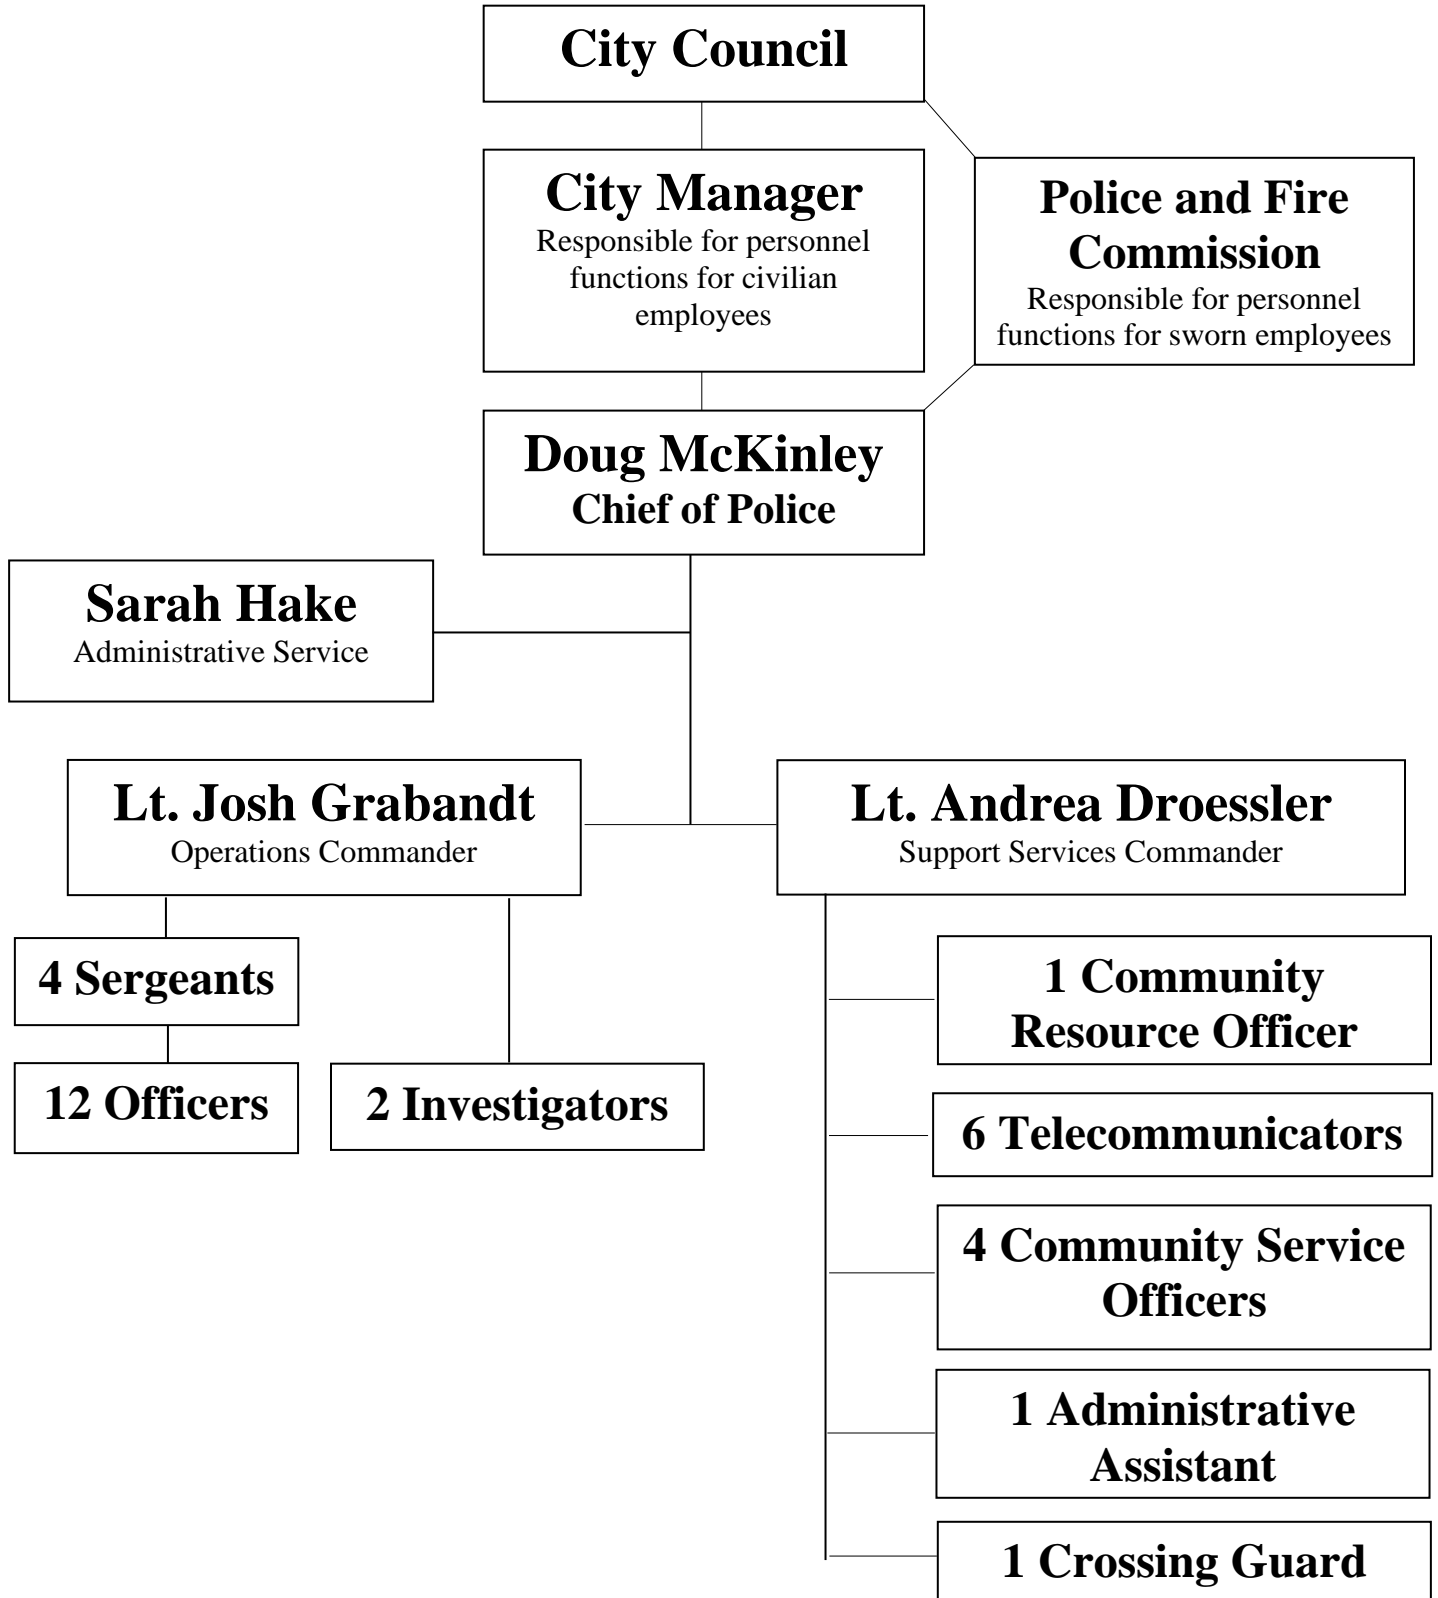 City Council
City Manager
Responsible for personnel
functions for civilian
employees
Police and Fire
Commission
Responsible for personnel
functions for sworn employees
Doug McKinley
Chief of Police
Sarah Hake
Administrative Service
Lt. Josh Grabandt
Operations Commander
Lt. Andrea Droessler
Support Services Commander
4 Sergeants
12 Officers
2 Investigators
1 Community
Resource Officer
6 Telecommunicators
4 Community Service
Officers
1 Administrative
Assistant
1 Crossing Guard